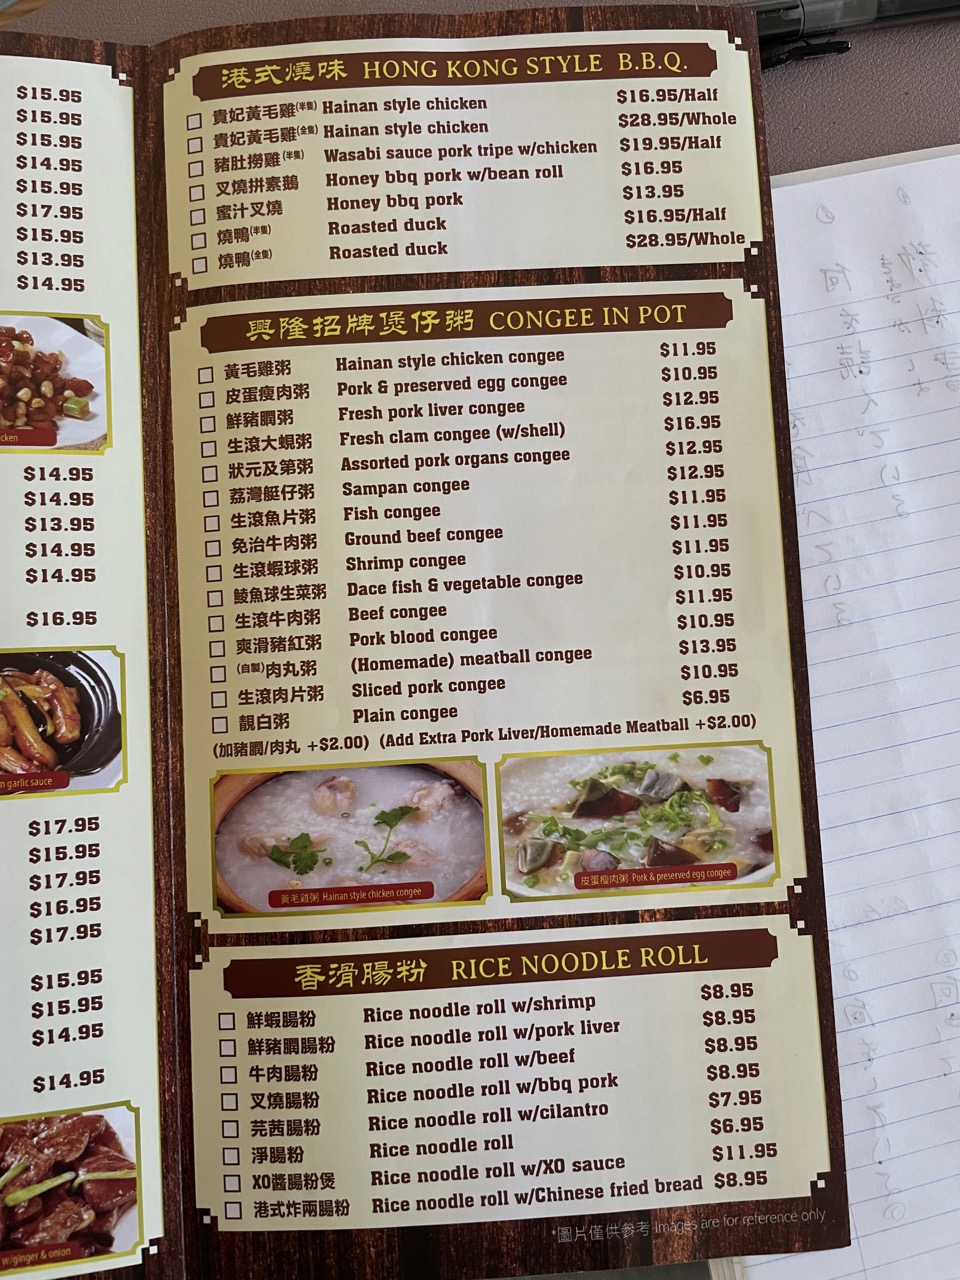 $15.95
$15.95
$15.95
$14.95
$15.95
$17.95
$15.95
$13.95
$14.95
cken
$14.95
$14.95
$13.95
$14.95
$14.95
$16.95
n garlic sauce
$17.95
$15.95
$17.95
$16.95
$17.95
$15.95
$15.95
$14.95
$14.95
w/ginger & onion
港式燒味 HONG KONG STYLE B.B.Q.
貴妃黃毛雞(半隻) Hainan style chicken $16.95/Half
貴妃黃毛雞(全隻) Hainan style chicken $28.95/Whole
豬肚撈雞(半隻) Wasabi sauce pork tripe w/chicken $19.95/Half
叉燒拼素鵝 Honey bbq pork w/bean roll $16.95
蜜汁叉燒 Honey bbq pork $13.95
燒鴨(半隻) Roasted duck $16.95/Half
燒鴨(全隻) Roasted duck $28.95/Whole
興隆招牌煲仔粥 CONGEE IN POT
黃毛雞粥 Hainan style chicken congee $11.95
皮蛋瘦肉粥 Pork & preserved egg congee $10.95
鮮豬膶粥 Fresh pork liver congee $12.95
生滾大蜆粥 Fresh clam congee (w/shell) $16.95
狀元及第粥 Assorted pork organs congee $12.95
荔灣艇仔粥 Sampan congee $12.95
生滾魚片粥 Fish congee $11.95
免治牛肉粥 Ground beef congee $11.95
生滾蝦球粥 Shrimp congee $11.95
鯪魚球生菜粥 Dace fish & vegetable congee $10.95
生滾牛肉粥 Beef congee $11.95
爽滑豬紅粥 Pork blood congee $10.95
(自製)肉丸粥 (Homemade) meatball congee $13.95
生滾肉片粥 Sliced pork congee $10.95
靚白粥 Plain congee $6.95
(加豬膶/肉丸 +$2.00) (Add Extra Pork Liver/Homemade Meatball +$2.00)
黃毛雞粥 Hainan style chicken congee
皮蛋瘦肉粥 Pork & preserved egg congee
香滑腸粉 RICE NOODLE ROLL
鮮蝦腸粉 Rice noodle roll w/shrimp $8.95
鮮豬膶腸粉 Rice noodle roll w/pork liver $8.95
牛肉腸粉 Rice noodle roll w/beef $8.95
叉燒腸粉 Rice noodle roll w/bbq pork $8.95
芫茜腸粉 Rice noodle roll w/cilantro $7.95
淨腸粉 Rice noodle roll $6.95
XO醬腸粉煲 Rice noodle roll w/XO sauce $11.95
港式炸兩腸粉 Rice noodle roll w/Chinese fried bread $8.95
*圖片僅供參考 Images are for reference only